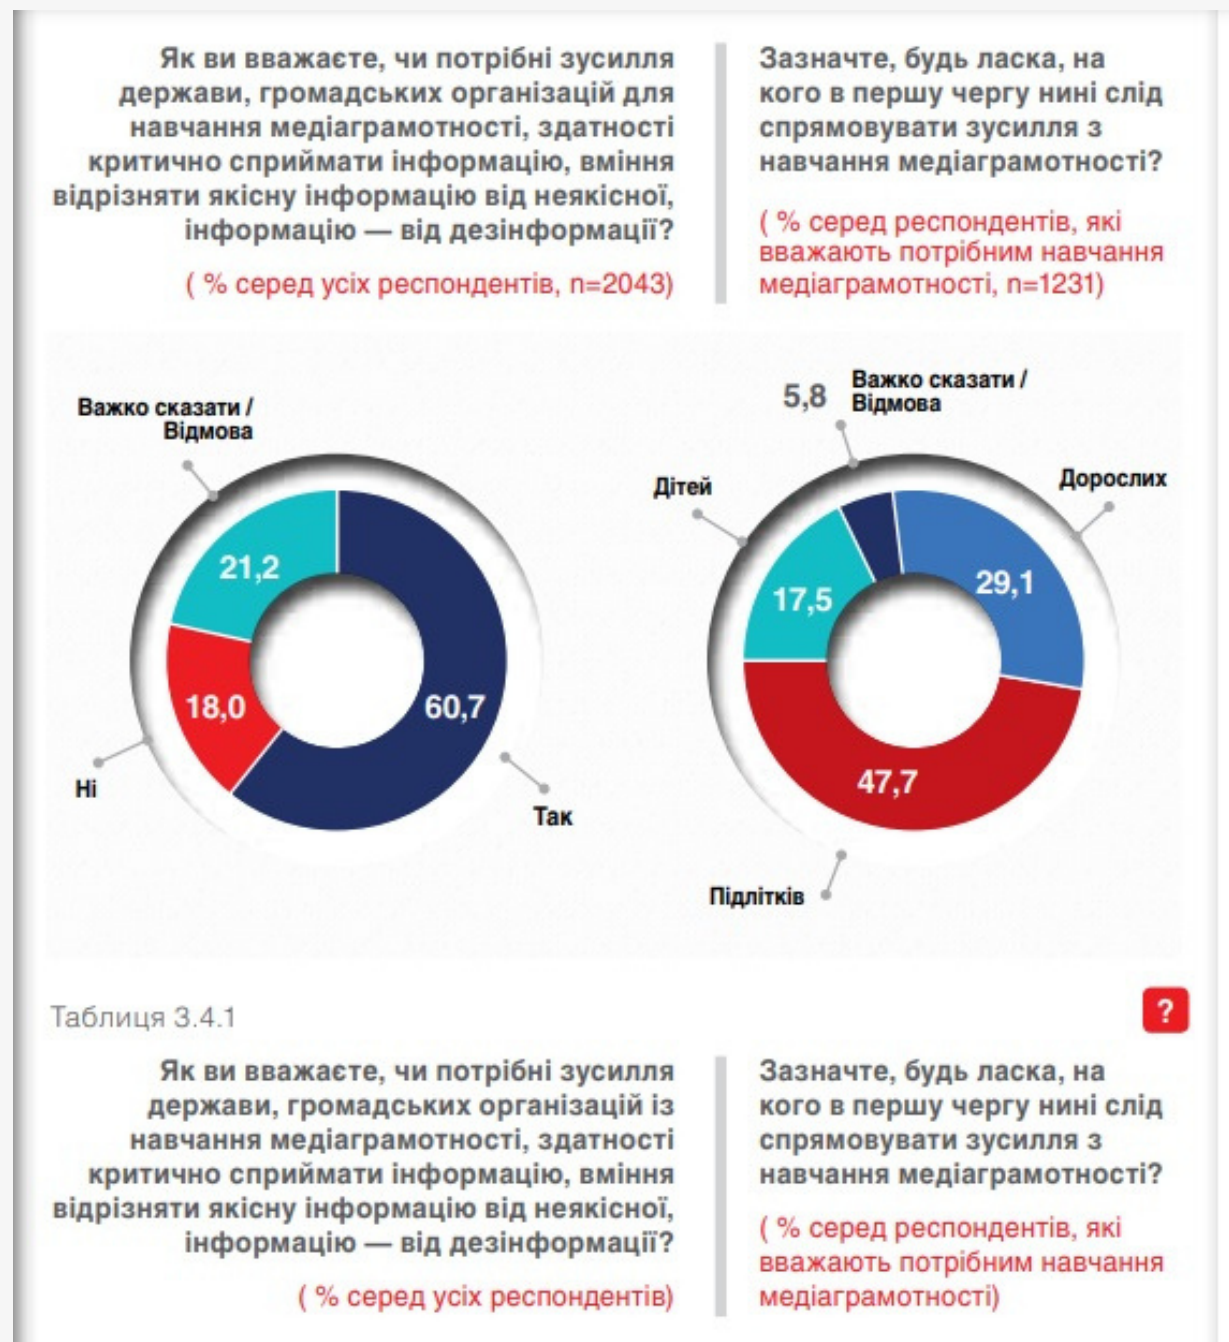 Як ви вважаєте, чи потрібні зусилля
держави, громадських організацій для
навчання медіаграмотності, здатності
критично сприймати інформацію, вміння
відрізняти якісну інформацію від неякісної,
інформацію — від дезінформації?
( % серед усіх респондентів, n=2043)
Зазначте, будь ласка, на
кого в першу чергу нині слід
спрямовувати зусилля з
навчання медіаграмотності?
( % серед респондентів, які
вважають потрібним навчання
медіаграмотності, n=1231)
Важко сказати /
Відмова
21,2
18,0
60,7
Ні
Так
5,8
Важко сказати /
Відмова
Дітей
Дорослих
17,5
29,1
47,7
Підлітків
Таблиця 3.4.1
?
Як ви вважаєте, чи потрібні зусилля
держави, громадських організацій із
навчання медіаграмотності, здатності
критично сприймати інформацію, вміння
відрізняти якісну інформацію від неякісної,
інформацію — від дезінформації?
( % серед усіх респондентів)
Зазначте, будь ласка, на
кого в першу чергу нині слід
спрямовувати зусилля з
навчання медіаграмотності?
( % серед респондентів, які
вважають потрібним навчання
медіаграмотності)